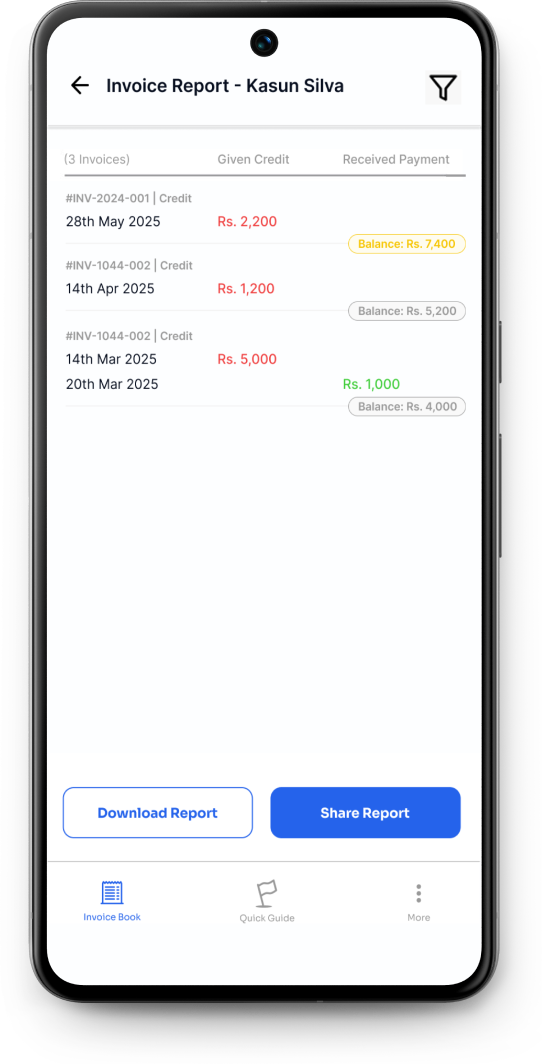 Invoice Report - Kasun Silva
(3 Invoices) Given Credit Received Payment
#INV-2024-001 | Credit
28th May 2025 Rs. 2,200
Balance: Rs. 7,400
#INV-1044-002 | Credit
14th Apr 2025 Rs. 1,200
Balance: Rs. 5,200
#INV-1044-002 | Credit
14th Mar 2025 Rs. 5,000
20th Mar 2025 Rs. 1,000
Balance: Rs. 4,000
Download Report Share Report
Invoice Book Quick Guide More